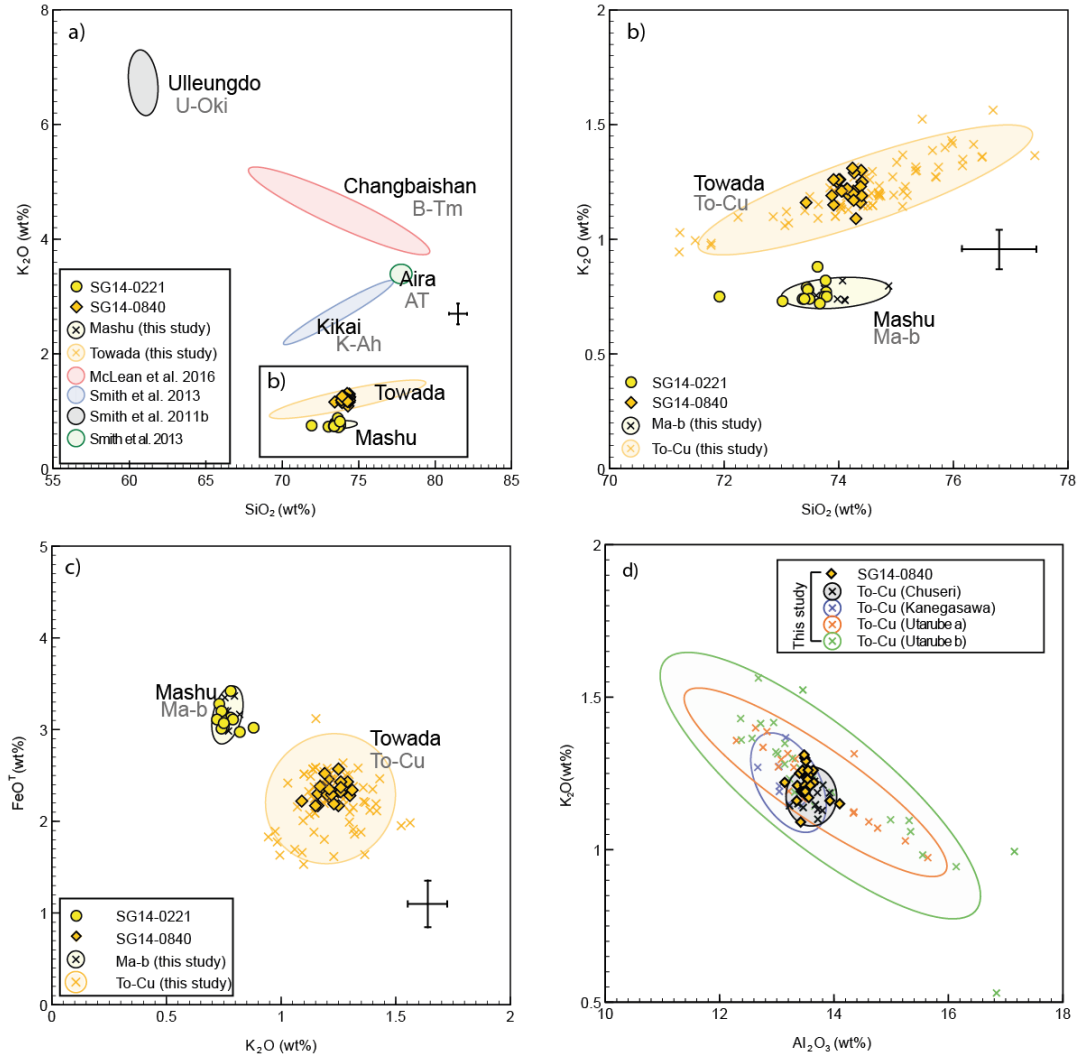 a)
8
6
4
2
0
K₂O (wt%)
55
60
65
70
75
80
85
SiO₂ (wt%)
Ulleungdo
U-Oki
Changbaishan
B-Tm
Aira
AT
Kikai
K-Ah
b)
Towada
Mashu
SG14-0221
SG14-0840
Mashu (this study)
Towada (this study)
McLean et al. 2016
Smith et al. 2013
Smith et al. 2011b
Smith et al. 2013
b)
2
1.5
1
0.5
0
K₂O (wt%)
70
72
74
76
78
SiO₂ (wt%)
Towada
To-Cu
Mashu
Ma-b
SG14-0221
SG14-0840
Ma-b (this study)
To-Cu (this study)
c)
5
4
3
2
1
0
FeOᵀ (wt%)
0
0.5
1
1.5
2
K₂O (wt%)
Mashu
Ma-b
Towada
To-Cu
SG14-0221
SG14-0840
Ma-b (this study)
To-Cu (this study)
d)
2
1.5
1
0.5
K₂O(wt%)
10
12
14
16
18
Al₂O₃ (wt%)
This study
SG14-0840
To-Cu (Chuseri)
To-Cu (Kanegasawa)
To-Cu (Utarube a)
To-Cu (Utarube b)